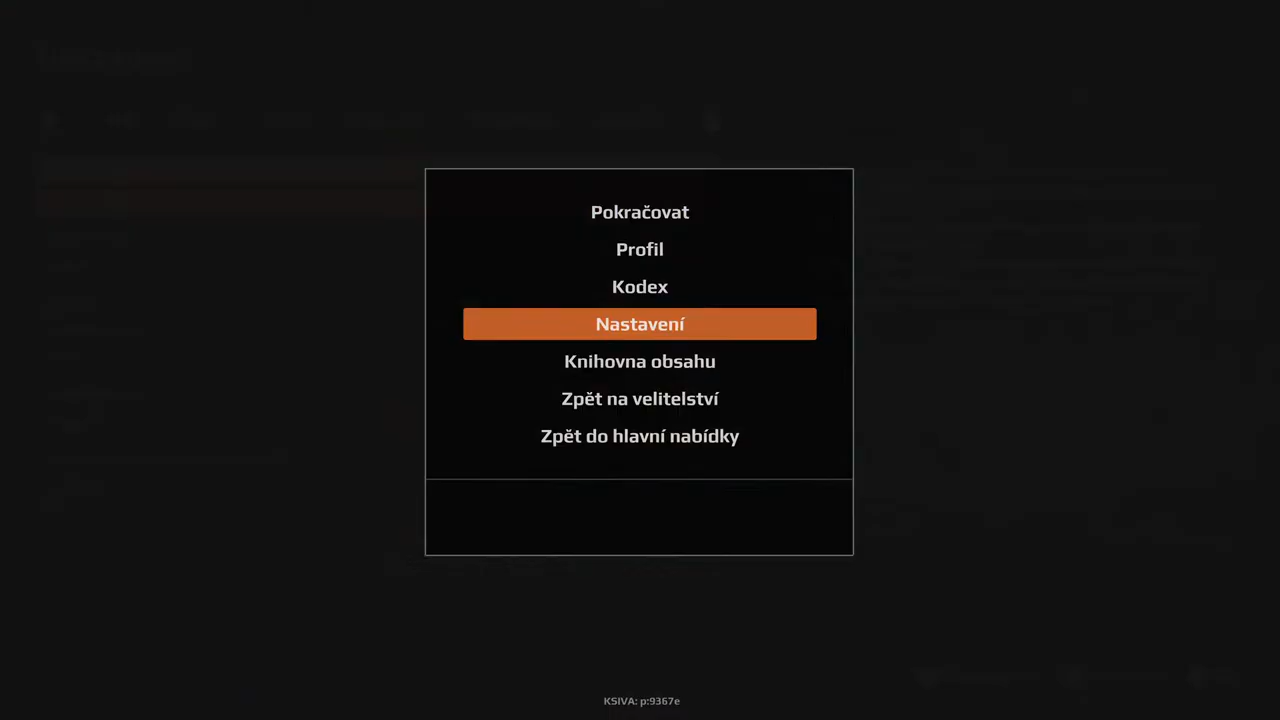 Pokračovat
Profil
Kodex
Nastavení
Knihovna obsahu
Zpět na velitelství
Zpět do hlavní nabídky
KSIVA: p:9367e